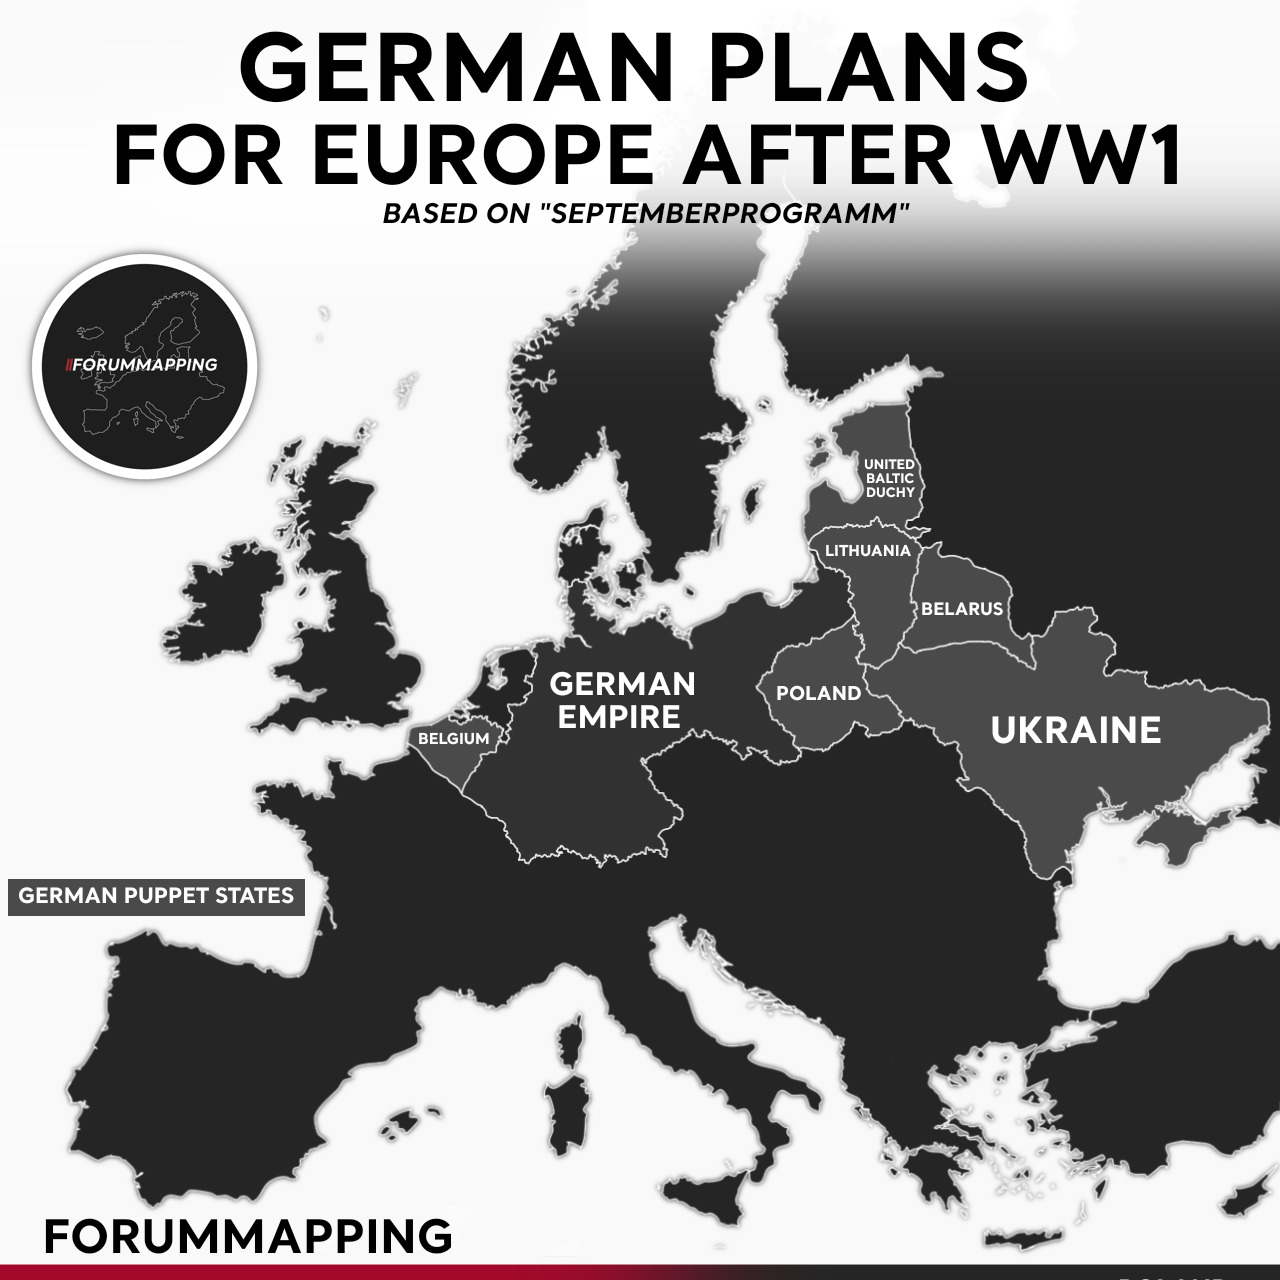 GERMAN PLANS
FOR EUROPE AFTER WW1
BASED ON "SEPTEMBERPROGRAMM"
//FORUMMAPPING
UNITED
BALTIC
DUCHY
LITHUANIA
BELARUS
GERMAN
EMPIRE
POLAND
UKRAINE
BELGIUM
GERMAN PUPPET STATES
FORUMMAPPING